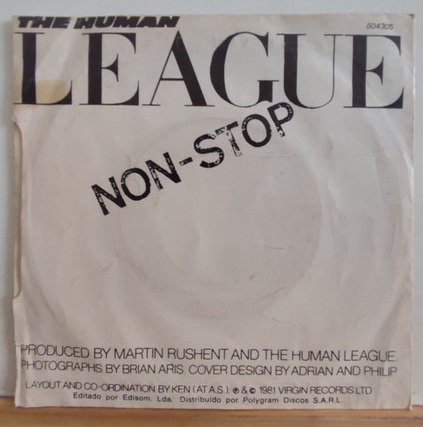 THE HUMAN
504305
LEAGUE
NON-STOP
PRODUCED BY MARTIN RUSHENT AND THE HUMAN LEAGUE.
PHOTOGRAPHS BY BRIAN ARIS. COVER DESIGN BY ADRIAN AND PHILIP
LAYOUT AND CO-ORDINATION BY KEN (AT A.S.) ℗ & © 1981 VIRGIN RECORDS LTD
Editado por Edisom. Lda. Distribuído por Polygram Discos S.A.R.L.